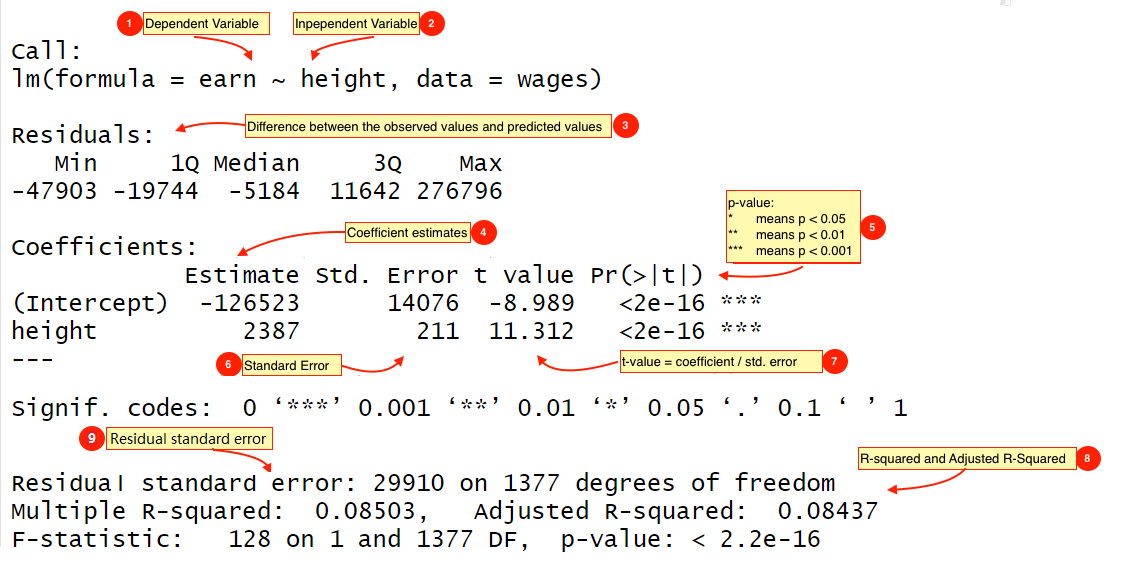 1 Dependent Variable Inpependent Variable 2
Call:
lm(formula = earn ~ height, data = wages)
Difference between the observed values and predicted values 3
Residuals:
Min 1Q Median 3Q Max
-47903 -19744 -5184 11642 276796
p-value:
* means p < 0.05
** means p < 0.01
*** means p < 0.001
5
Coefficient estimates 4
Coefficients:
Estimate Std. Error t value Pr(>|t|)
(Intercept) -126523 14076 -8.989 <2e-16 ***
height 2387 211 11.312 <2e-16 ***
---
6 Standard Error
t-value = coefficient / std. error 7
Signif. codes: 0 ‘***’ 0.001 ‘**’ 0.01 ‘*’ 0.05 ‘.’ 0.1 ‘ ’ 1
9 Residual standard error
R-squared and Adjusted R-Squared 8
Residual standard error: 29910 on 1377 degrees of freedom
Multiple R-squared: 0.08503, Adjusted R-squared: 0.08437
F-statistic: 128 on 1 and 1377 DF, p-value: < 2.2e-16